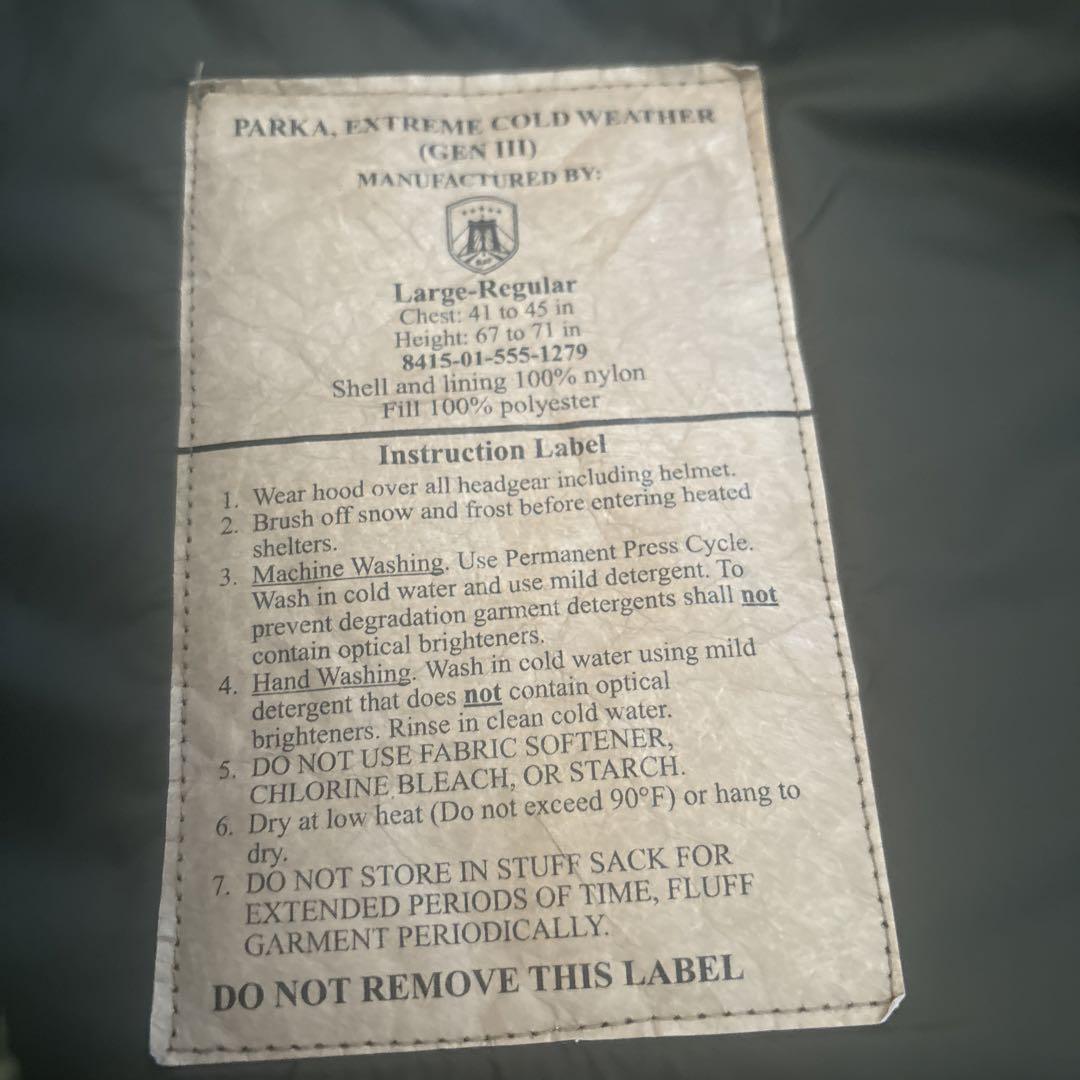 PARKA, EXTREME COLD WEATHER
(GEN III)
MANUFACTURED BY:
Large-Regular
Chest: 41 to 45 in
Height: 67 to 71 in
8415-01-555-1279
Shell and lining 100% nylon
Fill 100% polyester
Instruction Label
1. Wear hood over all headgear including helmet.
2. Brush off snow and frost before entering heated
shelters.
3. Machine Washing. Use Permanent Press Cycle.
Wash in cold water and use mild detergent. To
prevent degradation garment detergents shall not
contain optical brighteners.
4. Hand Washing. Wash in cold water using mild
detergent that does not contain optical
brighteners. Rinse in clean cold water.
5. DO NOT USE FABRIC SOFTENER,
CHLORINE BLEACH, OR STARCH.
6. Dry at low heat (Do not exceed 90°F) or hang to
dry.
7. DO NOT STORE IN STUFF SACK FOR
EXTENDED PERIODS OF TIME, FLUFF
GARMENT PERIODICALLY.
DO NOT REMOVE THIS LABEL